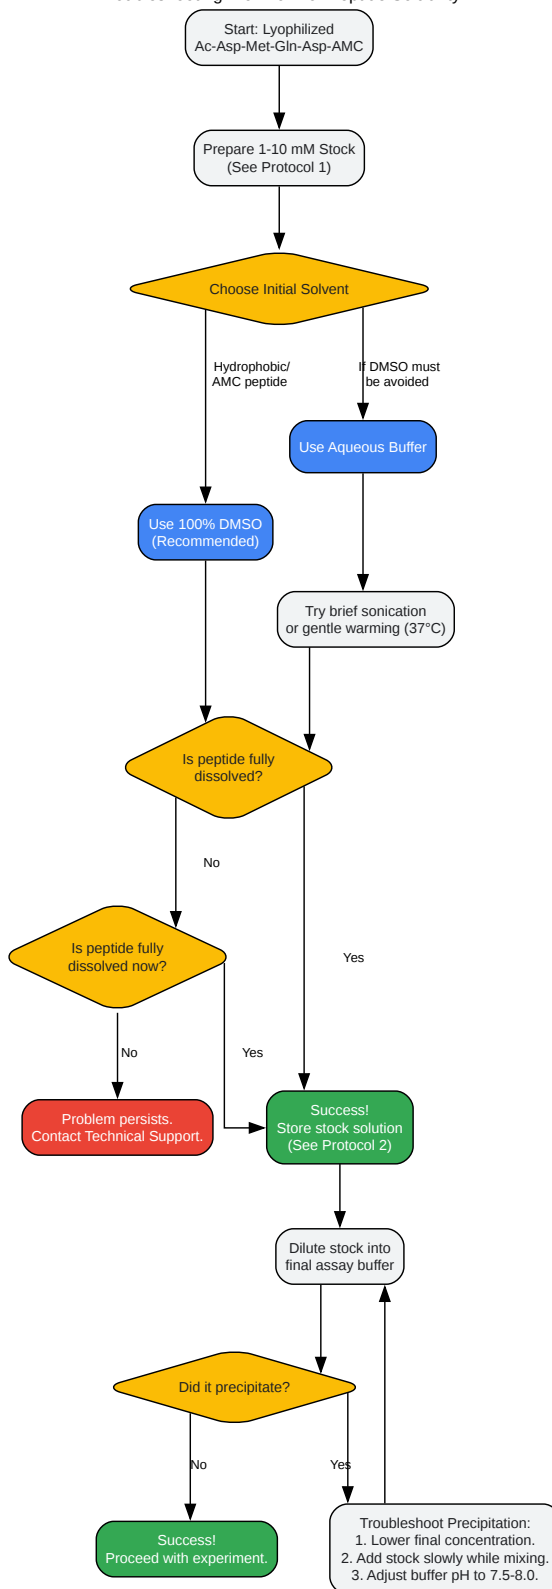 Start: Lyophilized
Ac-Asp-Met-Gln-Asp-AMC
Prepare 1-10 mM Stock
(See Protocol 1)
Choose Initial Solvent
Hydrophobic/
AMC peptide
If DMSO must
be avoided
Use Aqueous Buffer
Use 100% DMSO
(Recommended)
Try brief sonication
or gentle warming (37°C)
Is peptide fully
dissolved?
No
Is peptide fully
dissolved now?
Yes
No
Yes
Problem persists.
Contact Technical Support.
Success!
Store stock solution
(See Protocol 2)
Dilute stock into
final assay buffer
Did it precipitate?
No
Yes
Success!
Proceed with experiment.
Troubleshoot Precipitation:
1. Lower final concentration.
2. Add stock slowly while mixing.
3. Adjust buffer pH to 7.5-8.0.